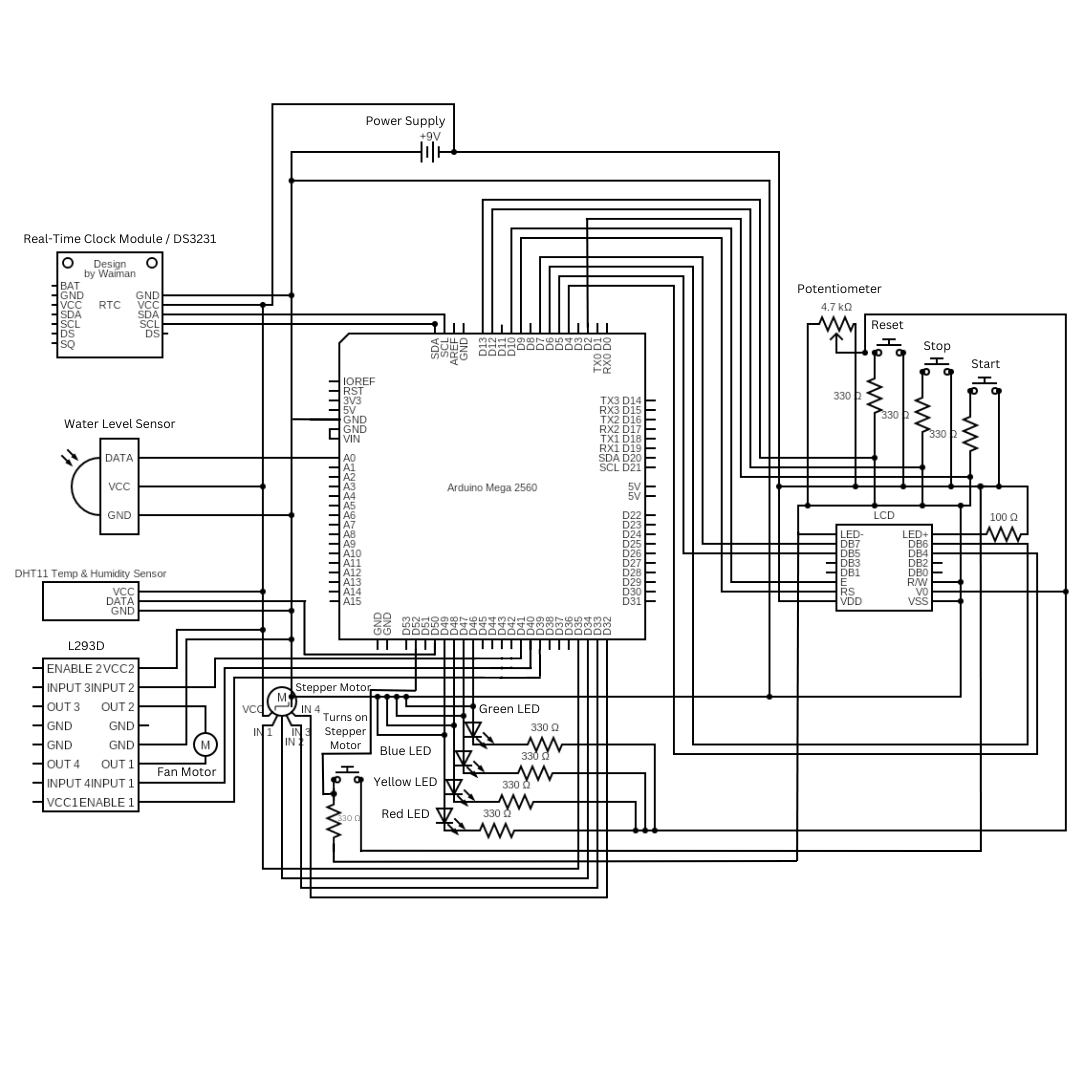 Power Supply
+9V
Real-Time Clock Module / DS3231
Design
by Waiman
BAT
GND
VCC
SDA
SCL
DS
SQ
RTC
GND
VCC
SDA
SCL
DS
Water Level Sensor
DATA
VCC
GND
DHT11 Temp & Humidity Sensor
VCC
DATA
GND
L293D
ENABLE 2 VCC2
INPUT 3 INPUT 2
OUT 3 OUT 2
GND GND
GND GND
OUT 4 OUT 1
INPUT 4 INPUT 1
VCC1 ENABLE 1
M
Fan Motor
M
Stepper Motor
VCC
IN 4
IN 1
IN 2
IN 3
Turns on
Stepper
Motor
330 Ω
SDA
SCL
AREF
GND
D13
D12
D11
D10
D9
D8
D7
D6
D5
D4
D3
D2
TX0 D1
RX0 D0
IOREF
RST
3V3
5V
GND
GND
VIN
A0
A1
A2
A3
A4
A5
A6
A7
A8
A9
A10
A11
A12
A13
A14
A15
Arduino Mega 2560
TX3 D14
RX3 D15
TX2 D16
RX2 D17
TX1 D18
RX1 D19
SDA D20
SCL D21
5V
5V
D22
D23
D24
D25
D26
D27
D28
D29
D30
D31
GND
GND
D53
D52
D51
D50
D49
D48
D47
D46
D45
D44
D43
D42
D41
D40
D39
D38
D37
D36
D35
D34
D33
D32
Green LED
330 Ω
Blue LED
330 Ω
Yellow LED
330 Ω
Red LED
330 Ω
Potentiometer
4.7 kΩ
Reset
Stop
Start
330 Ω
330 Ω
330 Ω
LCD
100 Ω
LED- LED+
DB7 DB6
DB5 DB4
DB3 DB2
DB1 DB0
E R/W
RS V0
VDD VSS